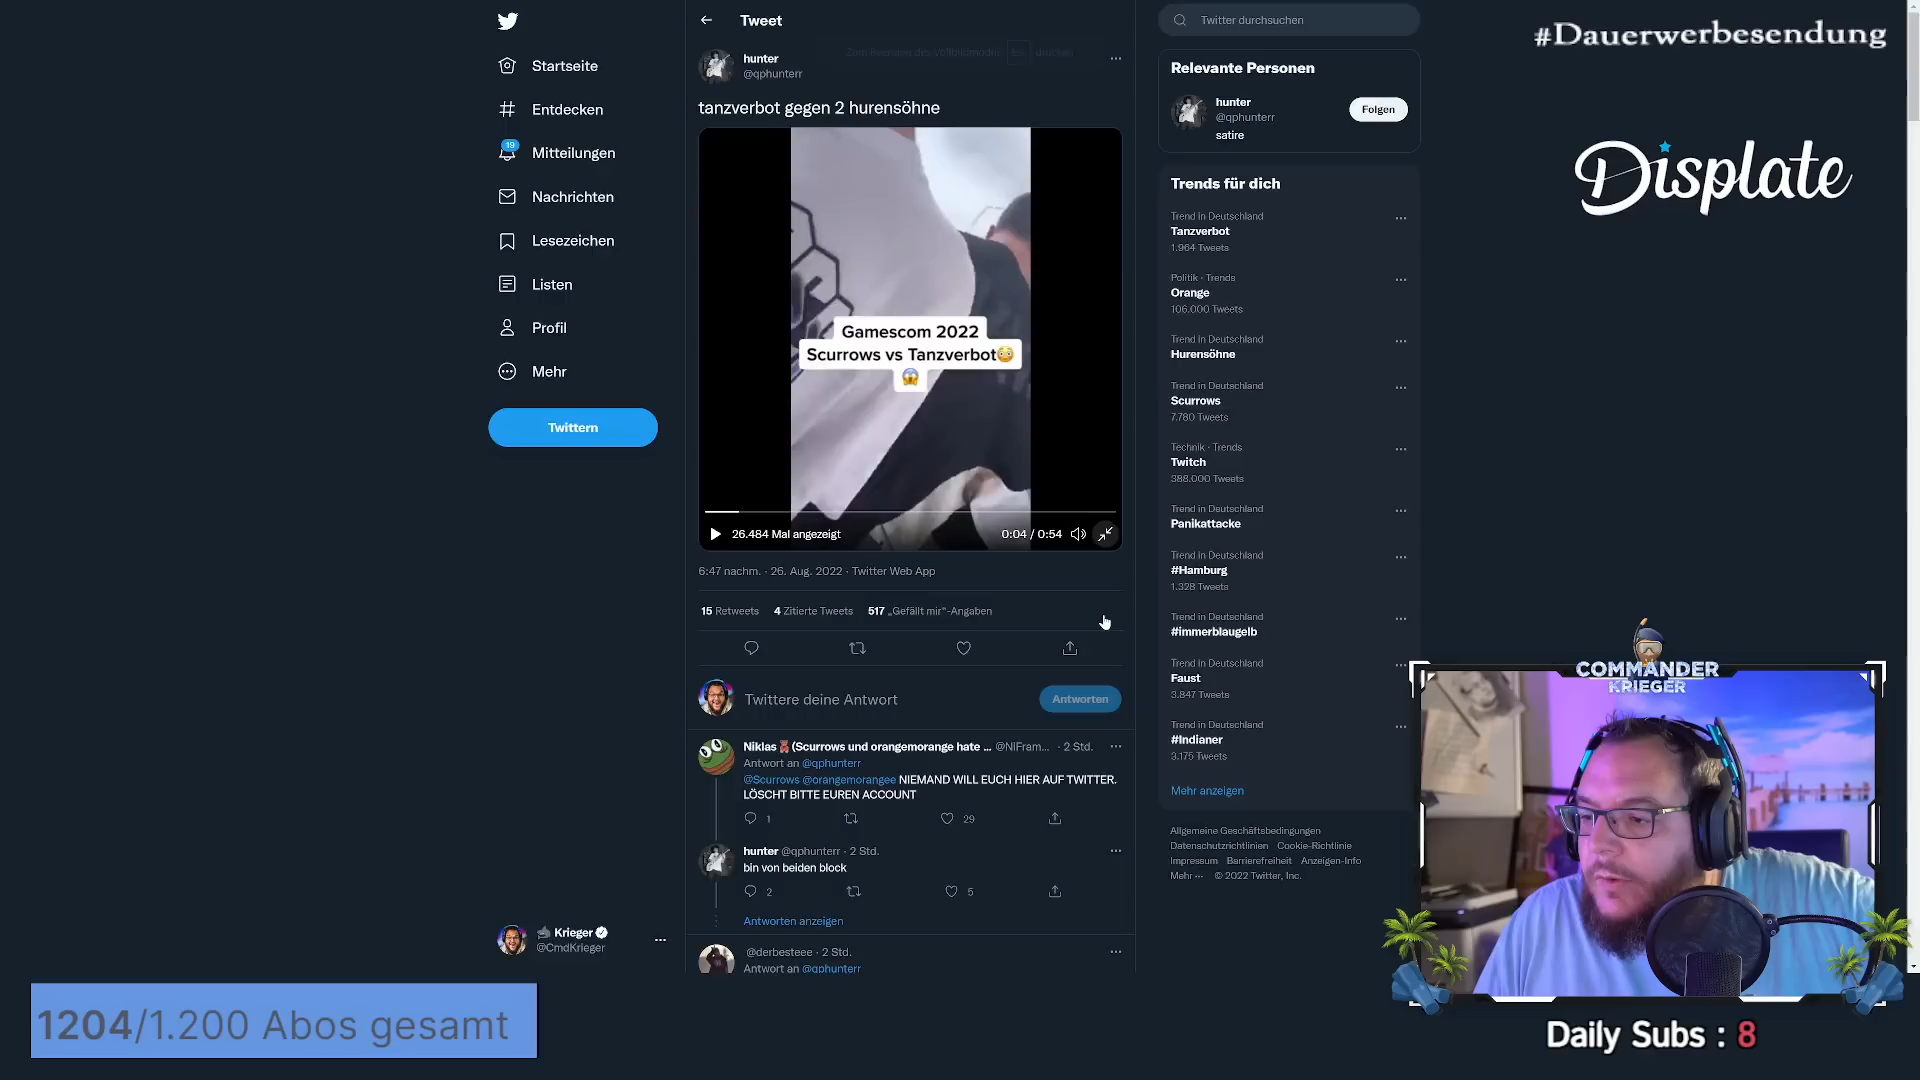 Tweet
Twitter durchsuchen
#Dauerwerbesendung
hunter
@qphunterr
tanzverbot gegen 2 hurensöhne
Gamescom 2022
Scurrows vs Tanzverbot😳
😱
26.484 Mal angezeigt
0:04 / 0:54
6:47 nachm. · 26. Aug. 2022 · Twitter Web App
15 Retweets 4 Zitierte Tweets 517 „Gefällt mir"-Angaben
Twittere deine Antwort
Antworten
Niklas🧸(Scurrows und orangemorange hate ... @NIFram... · 2 Std.
Antwort an @qphunterr
@Scurrows @orangemorangee NIEMAND WILL EUCH HIER AUF TWITTER.
LÖSCHT BITTE EUREN ACCOUNT
1
29
hunter @qphunterr · 2 Std.
bin von beiden block
2
5
Antworten anzeigen
@derbesteee · 2 Std.
Antwort an @qphunterr
Startseite
Entdecken
19
Mitteilungen
Nachrichten
Lesezeichen
Listen
Profil
Mehr
Twittern
Krieger
@CmdKrieger
Relevante Personen
hunter
@qphunterr
satire
Folgen
Trends für dich
Trend in Deutschland
Tanzverbot
1.964 Tweets
Politik · Trends
Orange
106.000 Tweets
Trend in Deutschland
Hurensöhne
Trend in Deutschland
Scurrows
7.780 Tweets
Technik · Trends
Twitch
388.000 Tweets
Trend in Deutschland
Panikattacke
Trend in Deutschland
#Hamburg
1.328 Tweets
Trend in Deutschland
#immerblaugelb
Trend in Deutschland
Faust
3.847 Tweets
Trend in Deutschland
#Indianer
3.175 Tweets
Mehr anzeigen
Allgemeine Geschäftsbedingungen
Datenschutzrichtlinien Cookie-Richtlinie
Impressum Barrierefreiheit Anzeigen-Info
Mehr ··· © 2022 Twitter, Inc.
Displate
COMMANDER
KRIEGER
1204/1.200 Abos gesamt
Daily Subs : 8